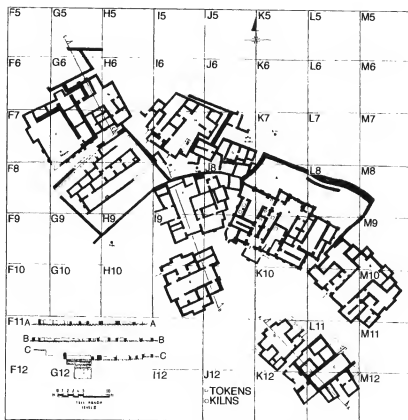 F5 G5 H5 I5 J5 K5 L5 M5
F6 G6 H6 I6 J6 K6 L6 M6
F7 K7 L7 M7
F8 J8 L8 M8
F9 G9 H9 I9 M9
F10 G10 H10 K10 M10
F11 A A L11 M11
B B
C C
F12 G12 I12 J12 K12 M12
TOKENS
KILNS